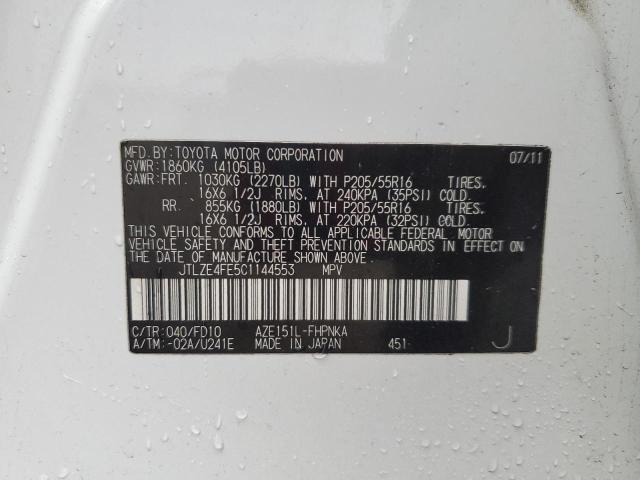 MFD. BY: TOYOTA MOTOR CORPORATION 07/11
GVWR: 1860KG (4105LB)
GAWR: FRT. 1030KG (2270LB) WITH P205/55R16 TIRES.
16X6 1/2J RIMS. AT 240KPA (35PSI) COLD.
RR. 855KG (1880LB) WITH P205/55R16 TIRES.
16X6 1/2J RIMS. AT 220KPA (32PSI) COLD.
THIS VEHICLE CONFORMS TO ALL APPLICABLE FEDERAL MOTOR
VEHICLE SAFETY AND THEFT PREVENTION STANDARDS IN EFFECT ON
THE DATE OF MANUFACTURE SHOWN ABOVE.
JTLZE4FE5C1144553 MPV
C/TR: 040/FD10 AZE151L-FHPNKA
A/TM: -02A/U241E MADE IN JAPAN 451 J